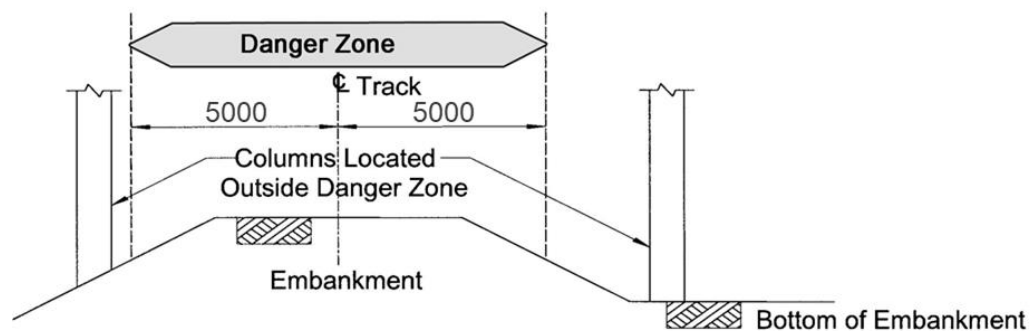 Danger Zone
℄ Track
5000 5000
Columns Located
Outside Danger Zone
Embankment
Bottom of Embankment